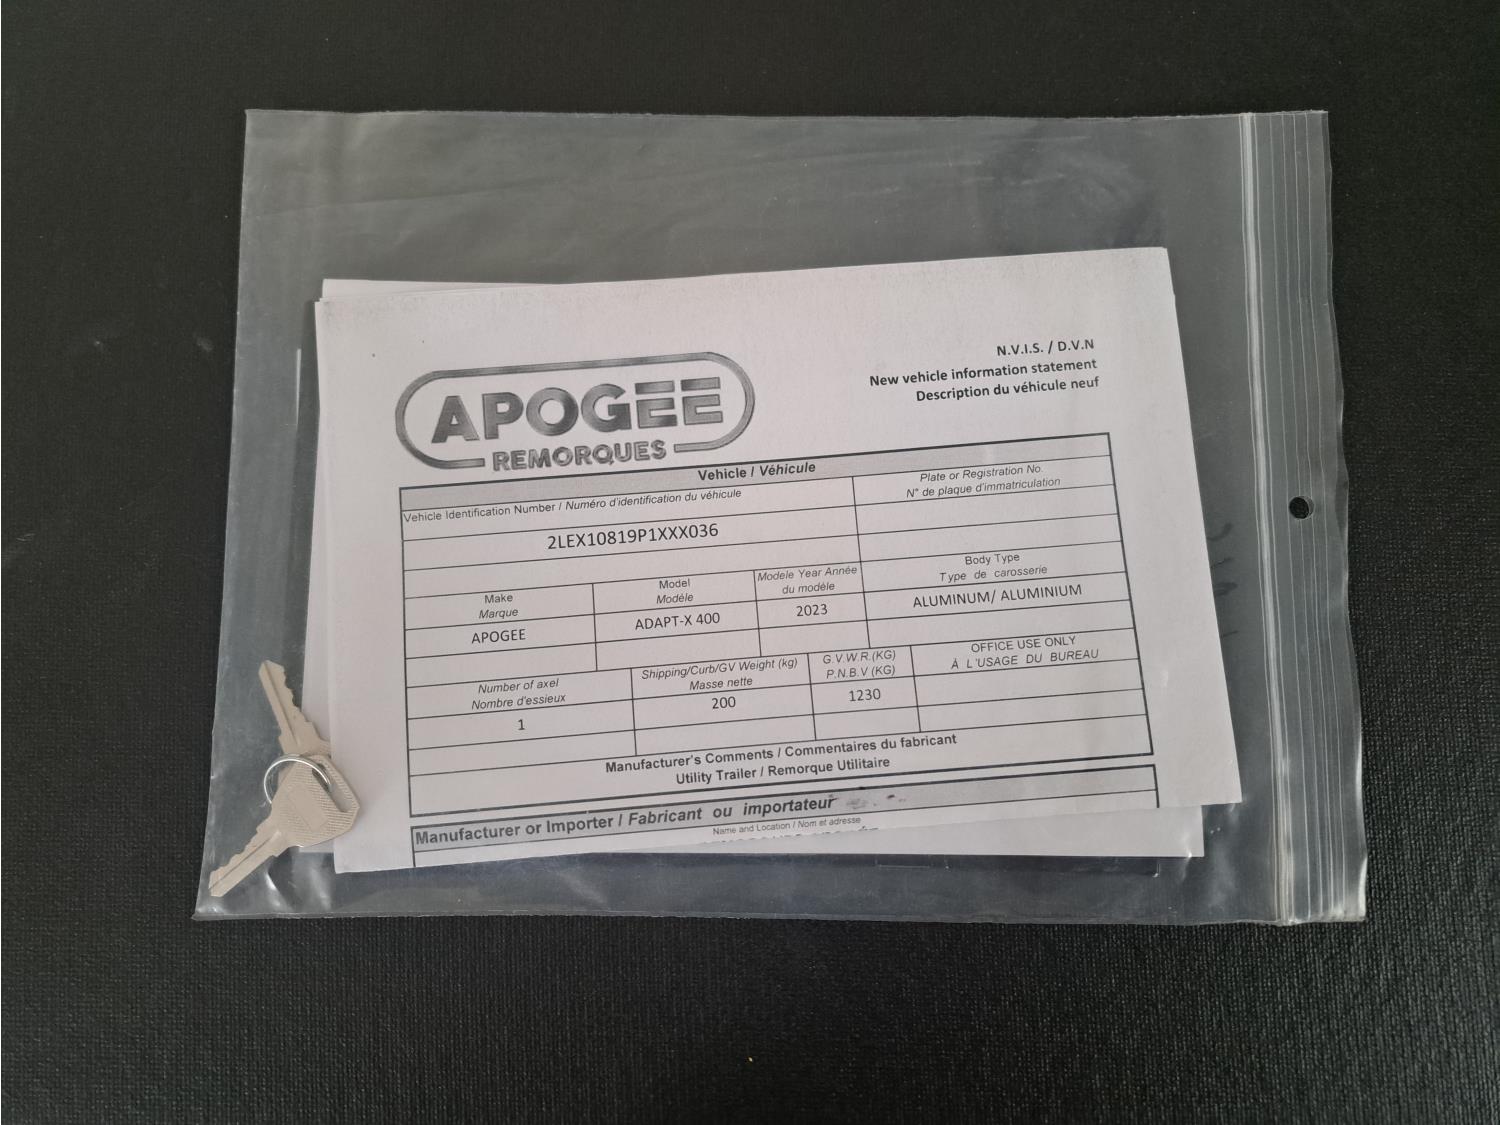 APOGEE
REMORQUES
N.V.I.S. / D.V.N
New vehicle information statement
Description du véhicule neuf
Vehicle / Véhicule
Vehicle Identification Number / Numéro d'identification du véhicule
Plate or Registration No.
N° de plaque d'immatriculation
2LEX10819P1XXX036
Make
Marque
Model
Modèle
Modele Year Année
du modèle
Body Type
Type de carosserie
APOGEE
ADAPT-X 400
2023
ALUMINUM/ ALUMINIUM
Number of axel
Nombre d'essieux
Shipping/Curb/GV Weight (kg)
Masse nette
G.V.W.R.(KG)
P.N.B.V (KG)
OFFICE USE ONLY
À L'USAGE DU BUREAU
1
200
1230
Manufacturer's Comments / Commentaires du fabricant
Utility Trailer / Remorque Utilitaire
Manufacturer or Importer / Fabricant ou importateur
Name and Location / Nom et adresse